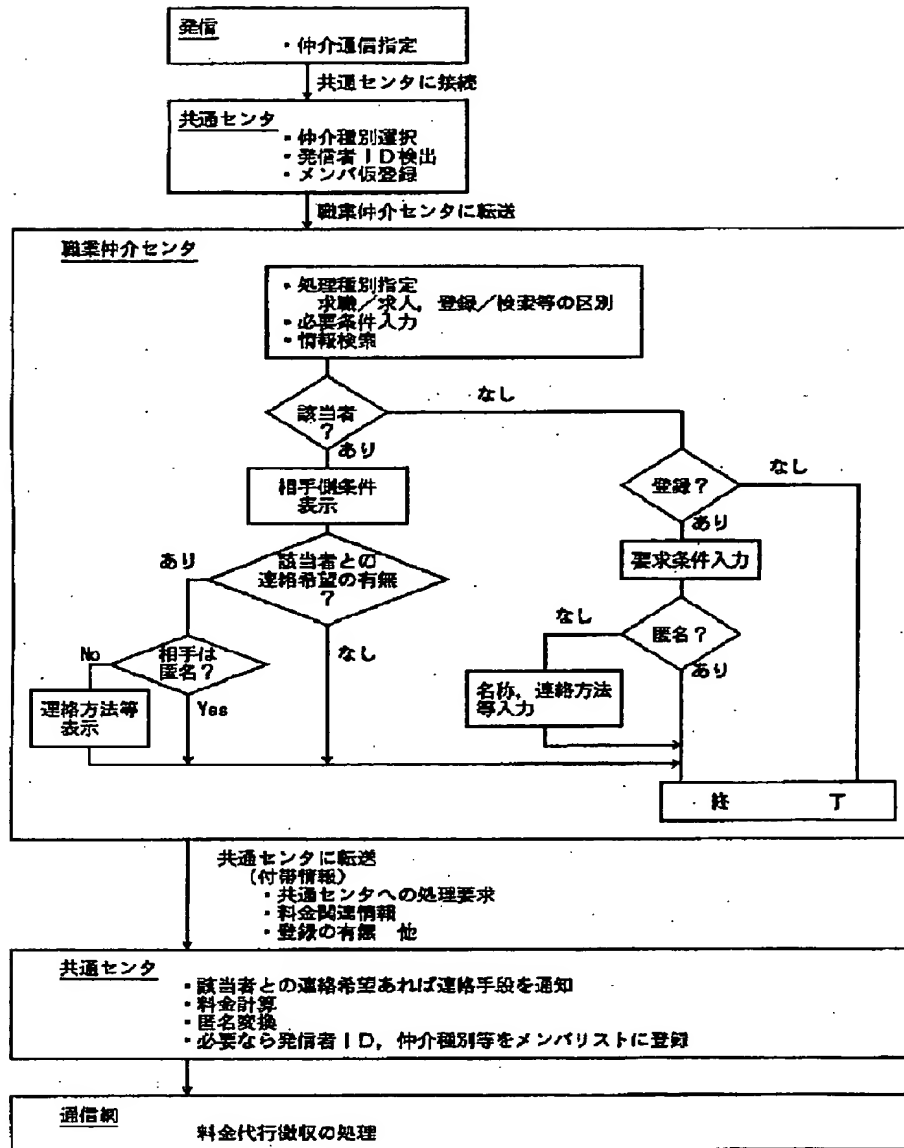 発信
・仲介通信指定
共通センタに接続
共通センタ
・仲介種別選択
・発信者ID検出
・メンバ仮登録
職業仲介センタに転送
職業仲介センタ
・処理種別指定
求職／求人，登録／検索等の区別
・必要条件入力
・情報検索
該当者
？
なし
あり
相手側条件
表示
登録？
なし
あり
該当者との
連絡希望の有無
？
あり
なし
要求条件入力
匿名？
なし
あり
相手は
匿名？
No
Yes
連絡方法等
表示
名称，連絡方法
等入力
終 了
共通センタに転送
(付帯情報)
・共通センタへの処理要求
・料金関連情報
・登録の有無 他
共通センタ
・該当者との連絡希望あれば連絡手段を通知
・料金計算
・匿名変換
・必要なら発信者ID，仲介種別等をメンバリストに登録
通信網
料金代行徴収の処理